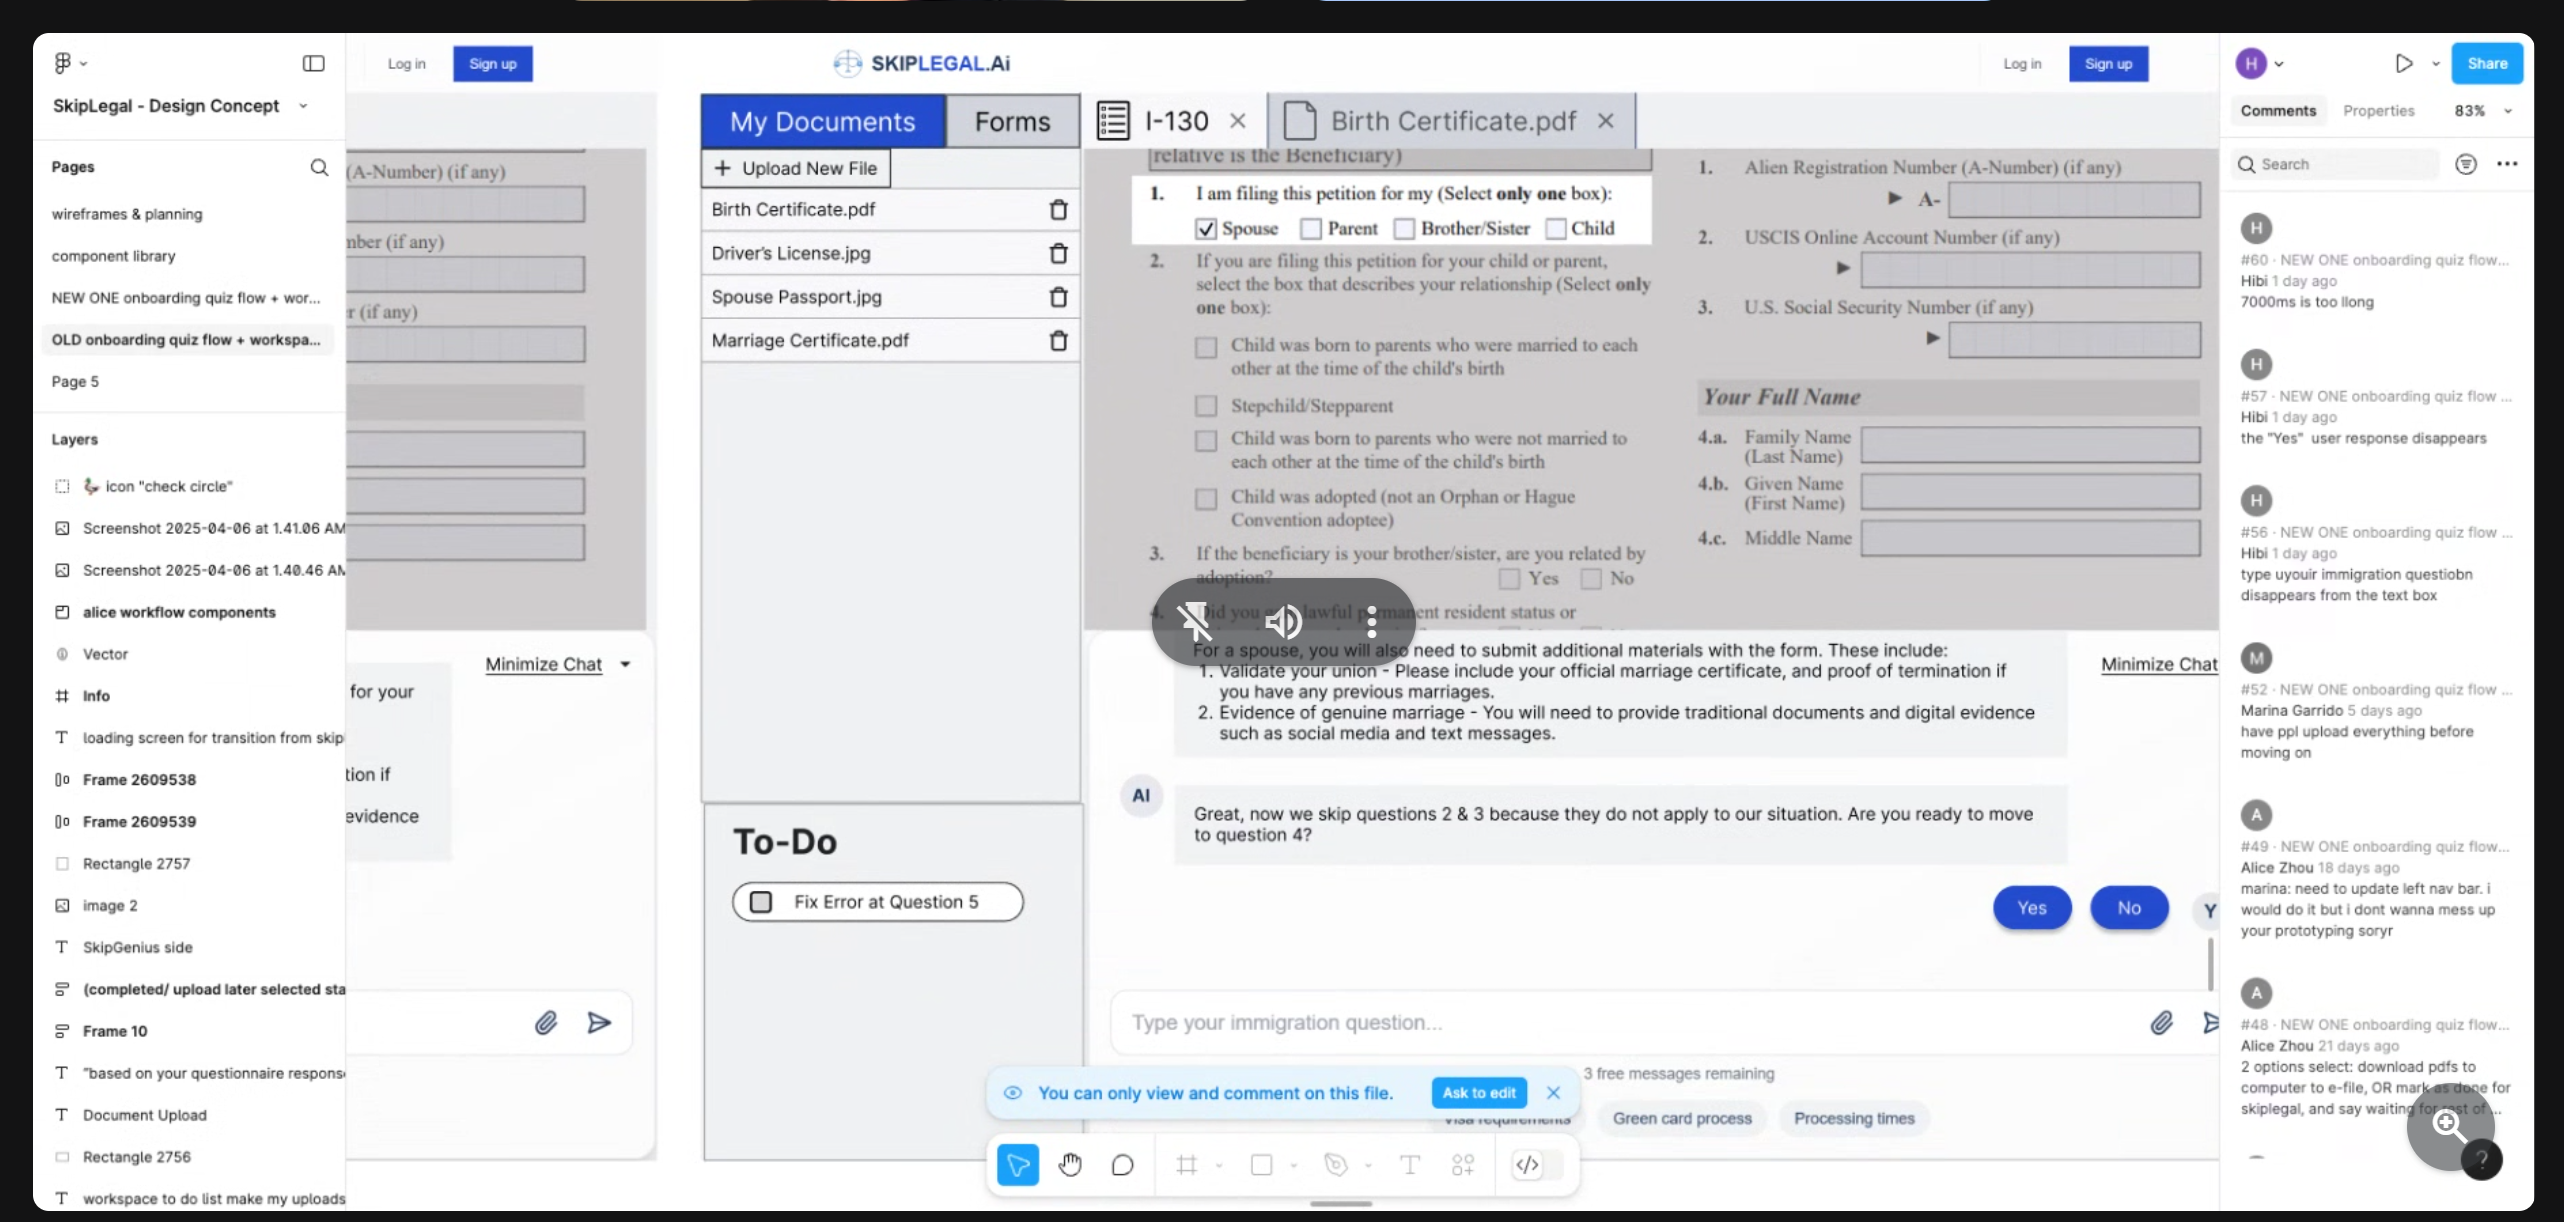 SkipLegal - Design Concept
Pages
wireframes & planning
component library
NEW ONE onboarding quiz flow + wor...
OLD onboarding quiz flow + workspa...
Page 5
Layers
🦆 icon "check circle"
Screenshot 2025-04-06 at 1.41.06 AM
Screenshot 2025-04-06 at 1.40.46 AM
alice workflow components
Vector
Info
loading screen for transition from skip
Frame 2609538
Frame 2609539
Rectangle 2757
image 2
SkipGenius side
(completed/ upload later selected sta
Frame 10
"based on your questionnaire respons
Document Upload
Rectangle 2756
workspace to do list make my uploads
Log in
Sign up
(A-Number) (if any)
mber (if any)
r (if any)
Minimize Chat
for your
tion if
evidence
SKIPLEGAL.Ai
Log in
Sign up
My Documents
Forms
+ Upload New File
Birth Certificate.pdf
Driver's License.jpg
Spouse Passport.jpg
Marriage Certificate.pdf
To-Do
Fix Error at Question 5
I-130
Birth Certificate.pdf
relative is the Beneficiary)
1. I am filing this petition for my (Select only one box):
Spouse Parent Brother/Sister Child
2. If you are filing this petition for your child or parent,
select the box that describes your relationship (Select only
one box):
Child was born to parents who were married to each
other at the time of the child's birth
Stepchild/Stepparent
Child was born to parents who were not married to
each other at the time of the child's birth
Child was adopted (not an Orphan or Hague
Convention adoptee)
3. If the beneficiary is your brother/sister, are you related by
adoption? Yes No
4. Did you lawful permanent resident status or
1. Alien Registration Number (A-Number) (if any)
A-
2. USCIS Online Account Number (if any)
3. U.S. Social Security Number (if any)
Your Full Name
4.a. Family Name
(Last Name)
4.b. Given Name
(First Name)
4.c. Middle Name
For a spouse, you will also need to submit additional materials with the form. These include:
1. Validate your union - Please include your official marriage certificate, and proof of termination if
you have any previous marriages.
2. Evidence of genuine marriage - You will need to provide traditional documents and digital evidence
such as social media and text messages.
Minimize Chat
AI
Great, now we skip questions 2 & 3 because they do not apply to our situation. Are you ready to move
to question 4?
Yes
No
Y
Type your immigration question...
3 free messages remaining
Visa requirements
Green card process
Processing times
You can only view and comment on this file.
Ask to edit
H
Share
Comments
Properties
83%
Search
H
#60 · NEW ONE onboarding quiz flow...
Hibi 1 day ago
7000ms is too llong
H
#57 · NEW ONE onboarding quiz flow ...
Hibi 1 day ago
the "Yes" user response disappears
H
#56 · NEW ONE onboarding quiz flow ...
Hibi 1 day ago
type uyouir immigration questiobn
disappears from the text box
M
#52 · NEW ONE onboarding quiz flow ...
Marina Garrido 5 days ago
have ppl upload everything before
moving on
A
#49 · NEW ONE onboarding quiz flow...
Alice Zhou 18 days ago
marina: need to update left nav bar. i
would do it but i dont wanna mess up
your prototyping soryr
A
#48 · NEW ONE onboarding quiz flow...
Alice Zhou 21 days ago
2 options select: download pdfs to
computer to e-file, OR mark as done for
skiplegal, and say waiting for rest of ...
?